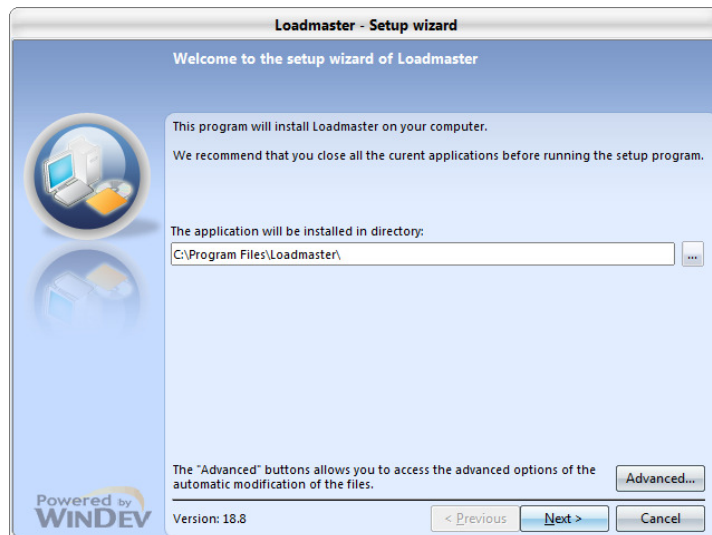 Loadmaster - Setup wizard
Welcome to the setup wizard of Loadmaster
This program will install Loadmaster on your computer.
We recommend that you close all the curent applications before running the setup program.
The application will be installed in directory:
C:\Program Files\Loadmaster\
...
The "Advanced" buttons allows you to access the advanced options of the
automatic modification of the files.
Advanced...
Powered by
WINDEV
Version: 18.8
< Previous
Next >
Cancel